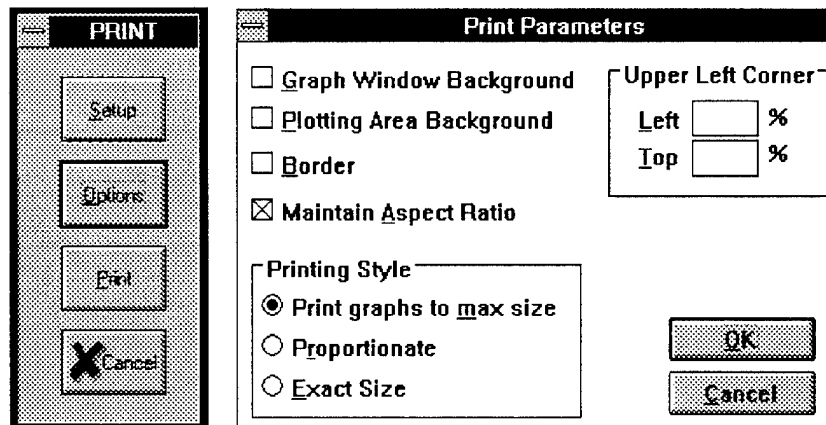 PRINT
Setup
Options
Print
Cancel
Print Parameters
Graph Window Background
Plotting Area Background
Border
Maintain Aspect Ratio
Upper Left Corner
Left %
Top %
Printing Style
Print graphs to max size
Proportionate
Exact Size
OK
Cancel